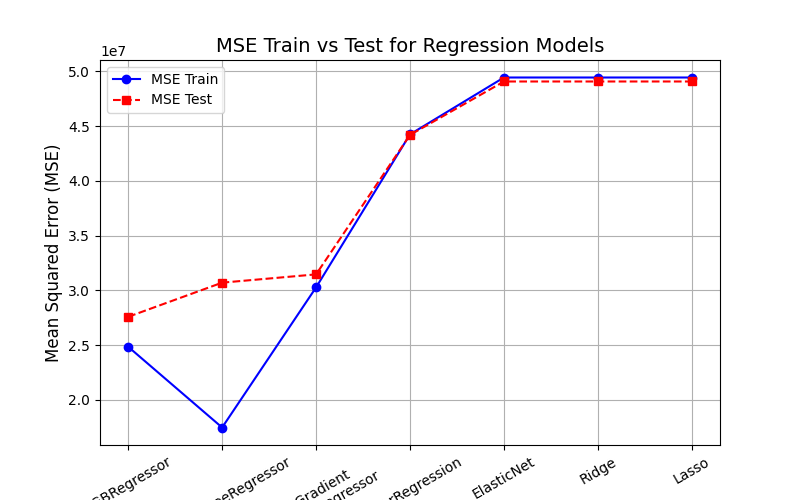 MSE Train vs Test for Regression Models
1e7
MSE Train
MSE Test
Mean Squared Error (MSE)
5.0
4.5
4.0
3.5
3.0
2.5
2.0
GBRegressor
eRegressor
Gradient
gressor
rRegression
ElasticNet
Ridge
Lasso